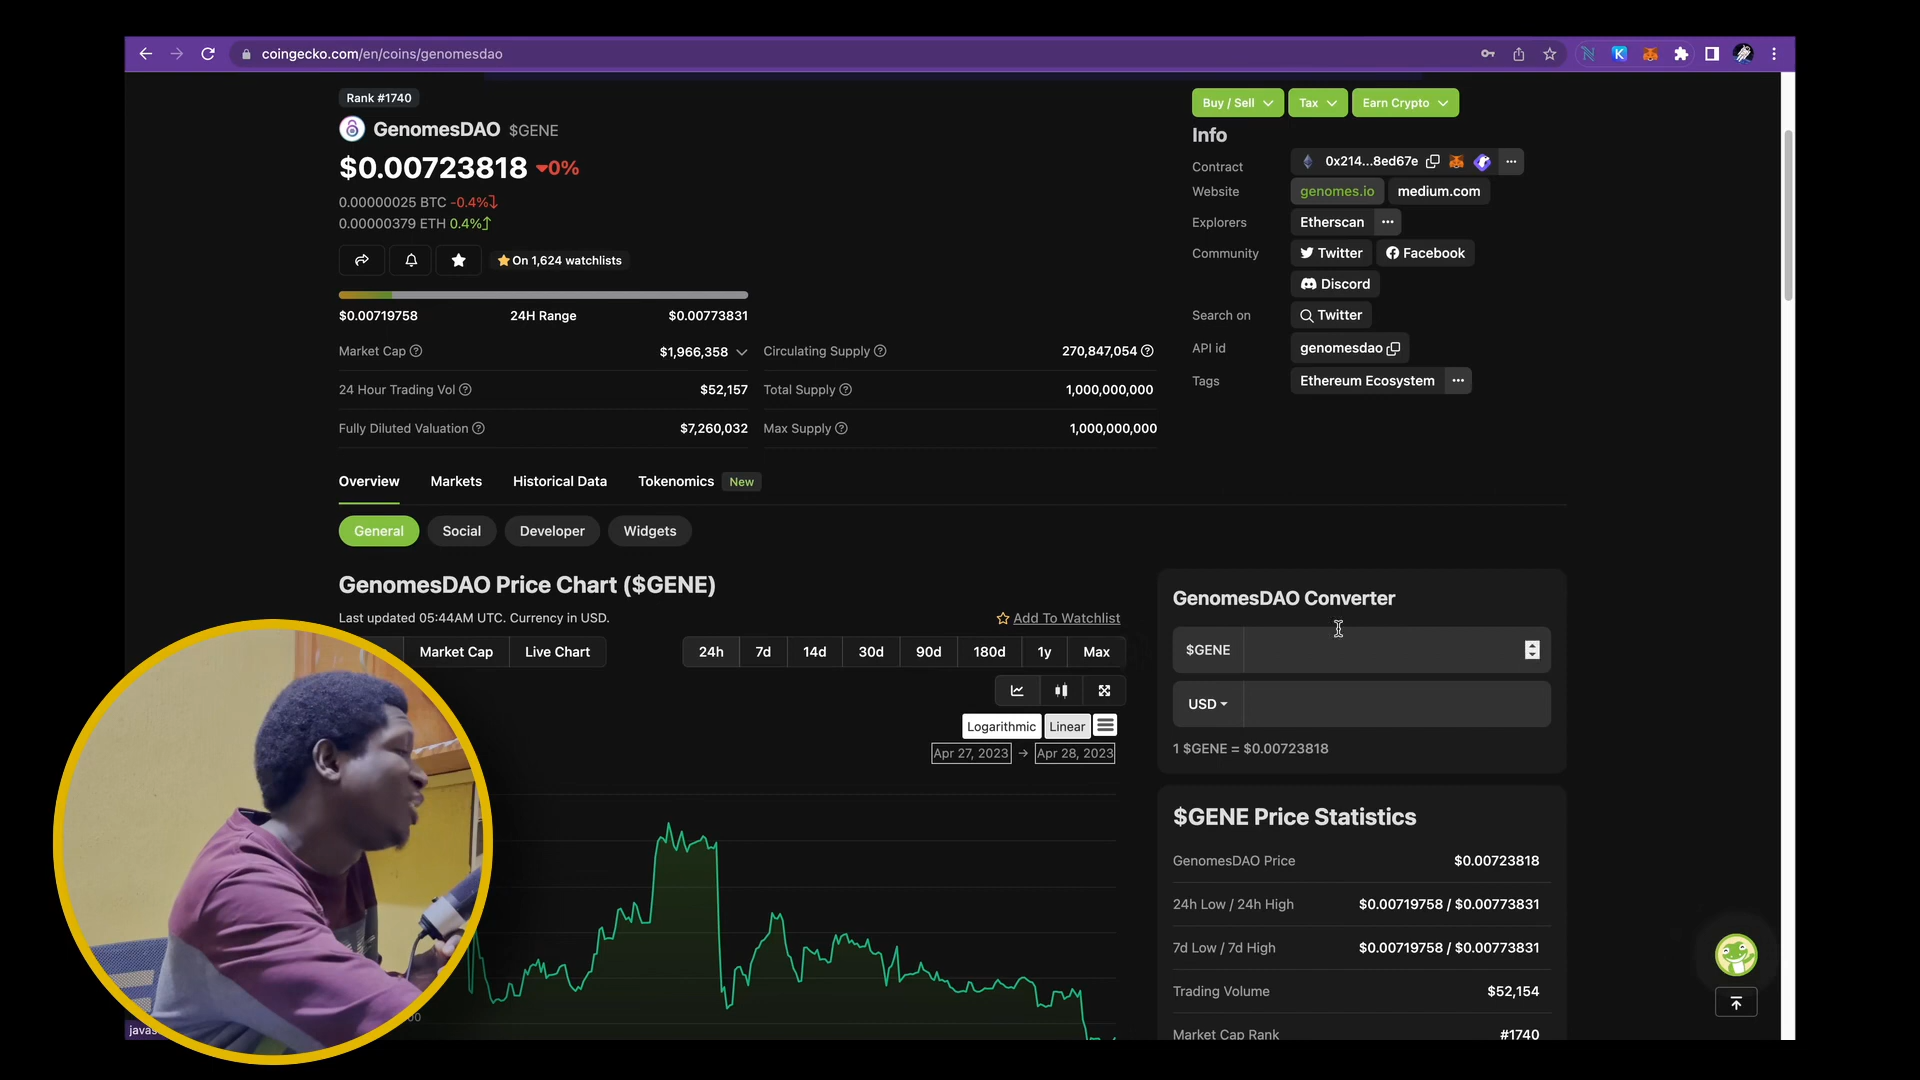 coingecko.com/en/coins/genomesdao
Rank #1740
GenomesDAO $GENE
$0.00723818 0%
0.00000025 BTC -0.4%
0.00000379 ETH 0.4%
On 1,624 watchlists
$0.00719758 24H Range $0.00773831
Market Cap $1,966,358
24 Hour Trading Vol $52,157
Fully Diluted Valuation $7,260,032
Circulating Supply 270,847,054
Total Supply 1,000,000,000
Max Supply 1,000,000,000
Buy / Sell Tax Earn Crypto
Info
Contract 0x214...8ed67e
Website genomes.io medium.com
Explorers Etherscan
Community Twitter Facebook
Discord
Search on Twitter
API id genomesdao
Tags Ethereum Ecosystem
Overview Markets Historical Data Tokenomics New
General Social Developer Widgets
GenomesDAO Price Chart ($GENE)
Last updated 05:44AM UTC. Currency in USD.
Add To Watchlist
Market Cap Live Chart 24h 7d 14d 30d 90d 180d 1y Max
Logarithmic Linear
Apr 27, 2023 → Apr 28, 2023
GenomesDAO Converter
$GENE
USD
1 $GENE = $0.00723818
$GENE Price Statistics
GenomesDAO Price $0.00723818
24h Low / 24h High $0.00719758 / $0.00773831
7d Low / 7d High $0.00719758 / $0.00773831
Trading Volume $52,154
Market Cap Rank #1740